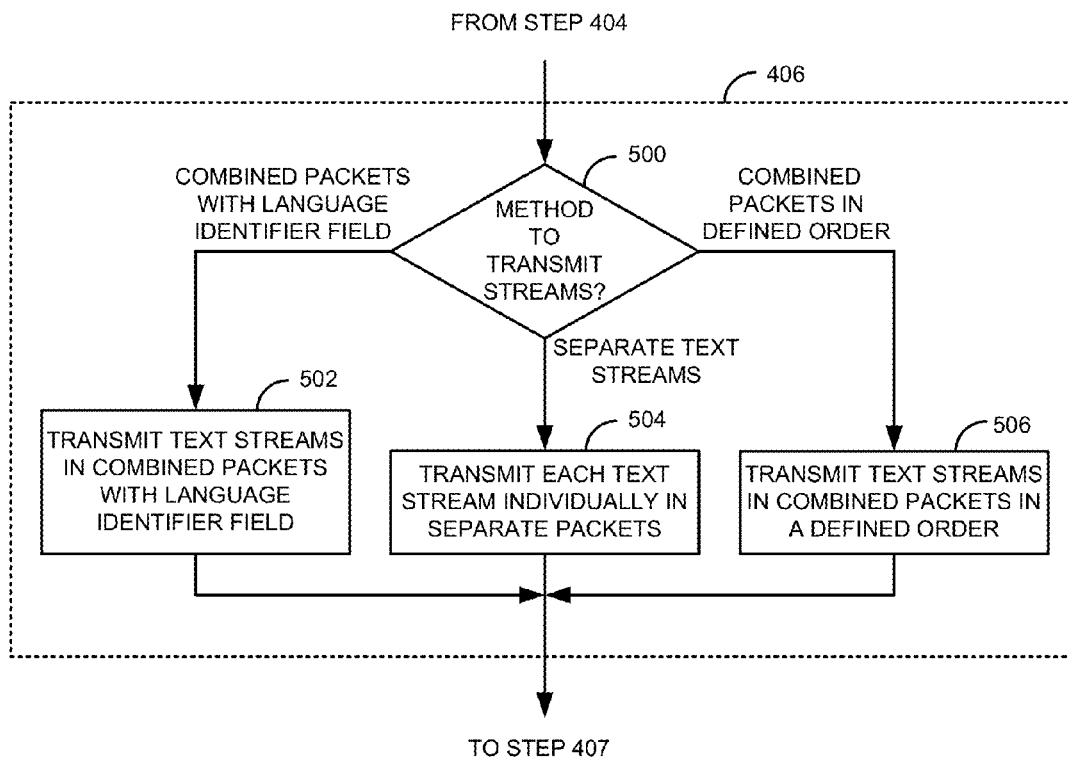 FROM STEP 404
406
500
COMBINED PACKETS
WITH LANGUAGE
IDENTIFIER FIELD
METHOD
TO
TRANSMIT
STREAMS?
COMBINED
PACKETS IN
DEFINED ORDER
SEPARATE TEXT
STREAMS
502
TRANSMIT TEXT STREAMS
IN COMBINED PACKETS
WITH LANGUAGE
IDENTIFIER FIELD
504
TRANSMIT EACH TEXT
STREAM INDIVIDUALLY IN
SEPARATE PACKETS
506
TRANSMIT TEXT STREAMS
IN COMBINED PACKETS IN
A DEFINED ORDER
TO STEP 407